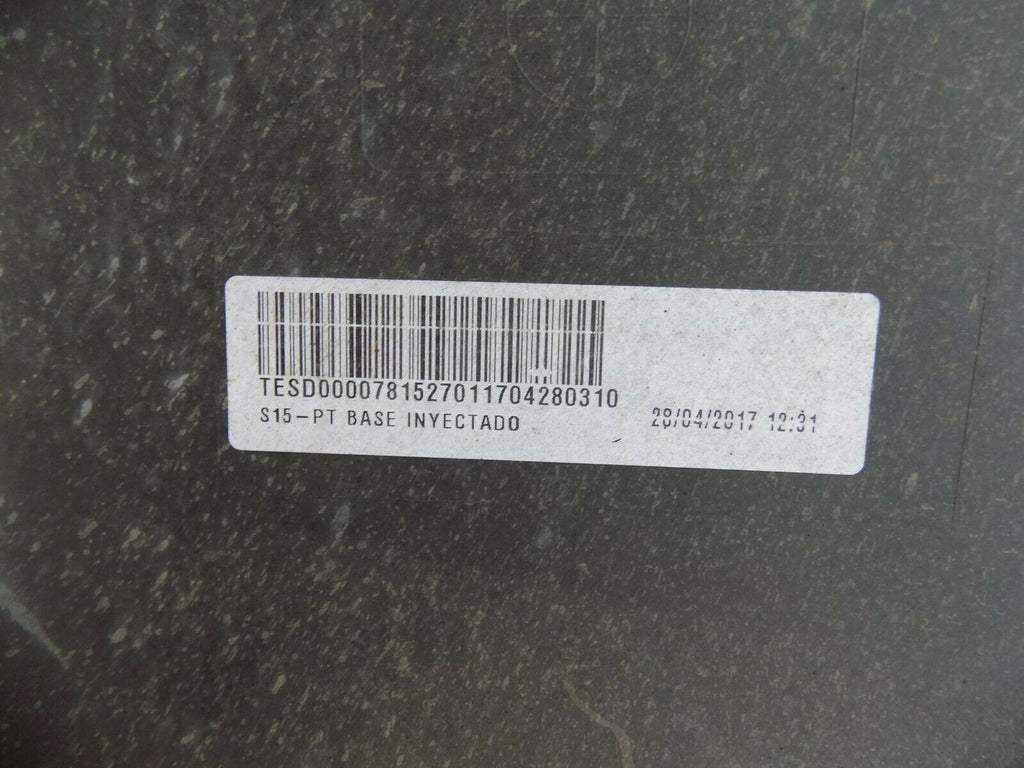 TESD0000781527011704280310
S15-PT BASE INYECTADO
28/04/2017 12:31